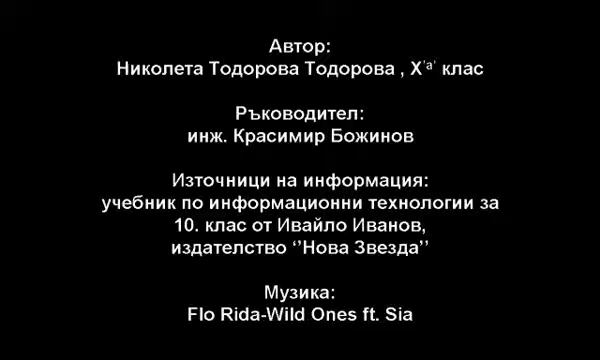 Автор:
Николета Тодорова Тодорова , X'ª' клас
Ръководител:
инж. Красимир Божинов
Източници на информация:
учебник по информационни технологии за
10. клас от Ивайло Иванов,
издателство ‘’Нова Звезда’’
Музика:
Flo Rida-Wild Ones ft. Sia